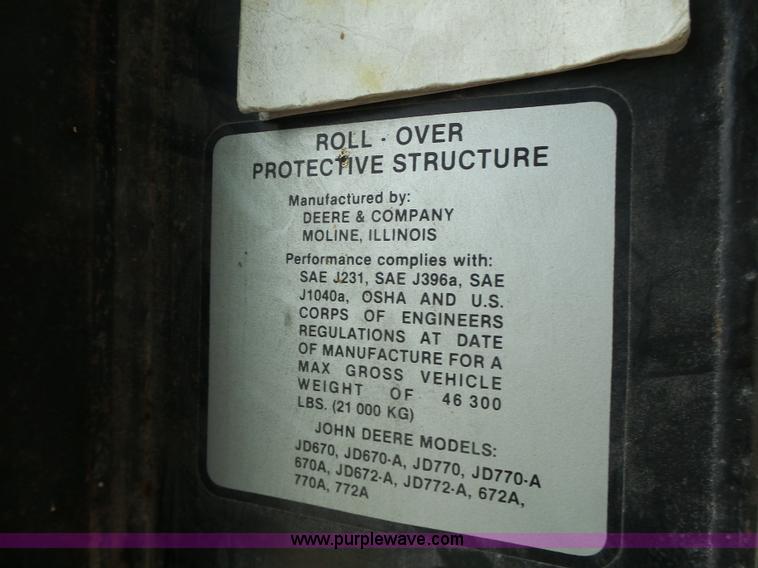 ROLL - OVER
PROTECTIVE STRUCTURE
Manufactured by:
DEERE & COMPANY
MOLINE, ILLINOIS
Performance complies with:
SAE J231, SAE J396a, SAE
J1040a, OSHA AND U.S.
CORPS OF ENGINEERS
REGULATIONS AT DATE
OF MANUFACTURE FOR A
MAX GROSS VEHICLE
WEIGHT OF 46 300
LBS. (21 000 KG)
JOHN DEERE MODELS:
JD670, JD670-A, JD770, JD770-A
670A, JD672-A, JD772-A, 672A,
770A, 772A
www.purplewave.com